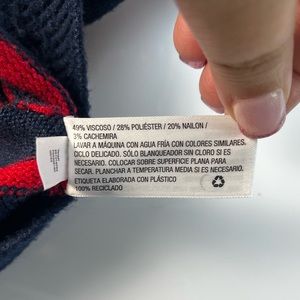 49% VISCOSO / 28% POLIÉSTER / 20% NAILON /
3% CACHEMIRA
LAVAR A MÁQUINA CON AGUA FRÍA CON COLORES SIMILARES.
CICLO DELICADO. SÓLO BLANQUEADOR SIN CLORO SI ES
NECESARIO. COLOCAR SOBRE SUPERFICIE PLANA PARA
SECAR. PLANCHAR A TEMPERATURA MEDIA SI ES NECESARIO.
ETIQUETA ELABORADA CON PLÁSTICO
100% RECICLADO